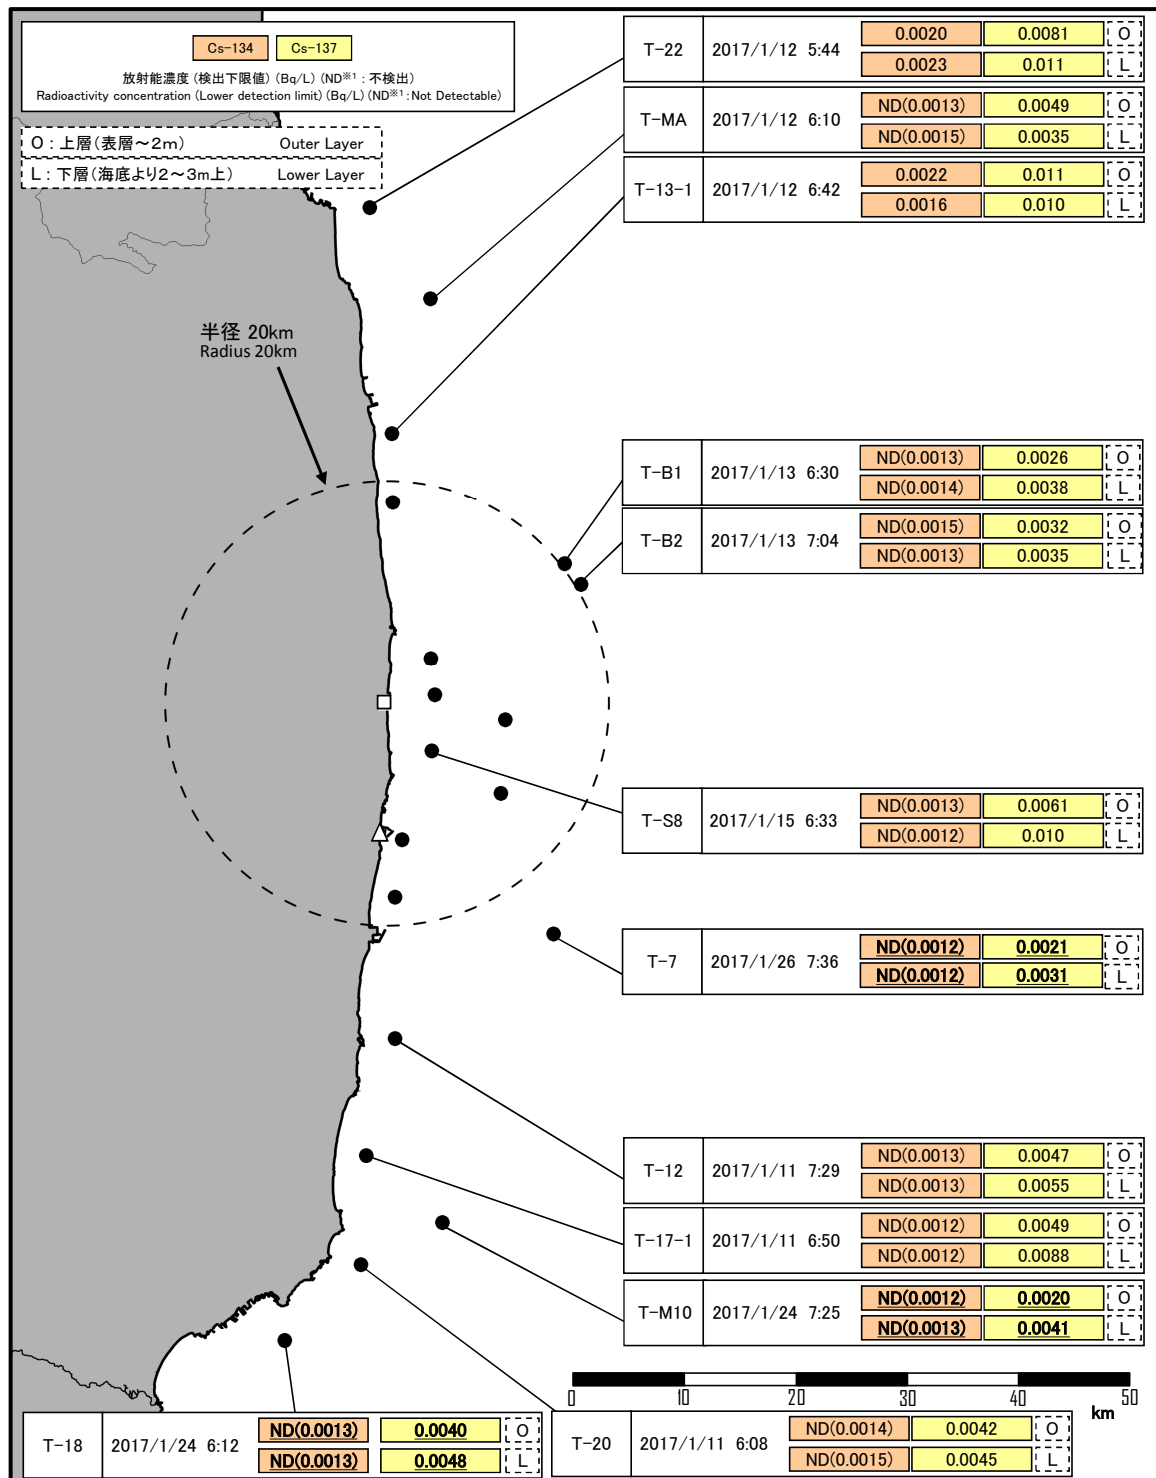 Cs-134 Cs-137
放射能濃度 (検出下限値) (Bq/L) (ND※1 : 不検出)
Radioactivity concentration (Lower detection limit) (Bq/L) (ND※1 : Not Detectable)
O : 上層(表層～2m) Outer Layer
L : 下層(海底より2～3m上) Lower Layer
T-22 2017/1/12 5:44 0.0020 0.0081 O
0.0023 0.011 L
T-MA 2017/1/12 6:10 ND(0.0013) 0.0049 O
ND(0.0015) 0.0035 L
T-13-1 2017/1/12 6:42 0.0022 0.011 O
0.0016 0.010 L
半径 20km
Radius 20km
T-B1 2017/1/13 6:30 ND(0.0013) 0.0026 O
ND(0.0014) 0.0038 L
T-B2 2017/1/13 7:04 ND(0.0015) 0.0032 O
ND(0.0013) 0.0035 L
T-S8 2017/1/15 6:33 ND(0.0013) 0.0061 O
ND(0.0012) 0.010 L
T-7 2017/1/26 7:36 ND(0.0012) 0.0021 O
ND(0.0012) 0.0031 L
T-12 2017/1/11 7:29 ND(0.0013) 0.0047 O
ND(0.0013) 0.0055 L
T-17-1 2017/1/11 6:50 ND(0.0012) 0.0049 O
ND(0.0012) 0.0088 L
T-M10 2017/1/24 7:25 ND(0.0012) 0.0020 O
ND(0.0013) 0.0041 L
0 10 20 30 40 50
km
T-18 2017/1/24 6:12 ND(0.0013) 0.0040 O
ND(0.0013) 0.0048 L
T-20 2017/1/11 6:08 ND(0.0014) 0.0042 O
ND(0.0015) 0.0045 L